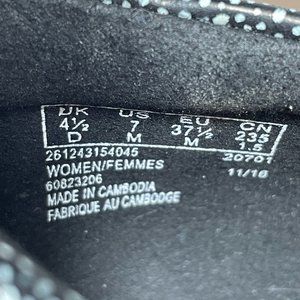 UK US EU CN
4½ 7 37½ 235
D M M 1.5
261243154045 20701
WOMEN/FEMMES 11/16
60823206
MADE IN CAMBODIA
FABRIQUE AU CAMBODGE